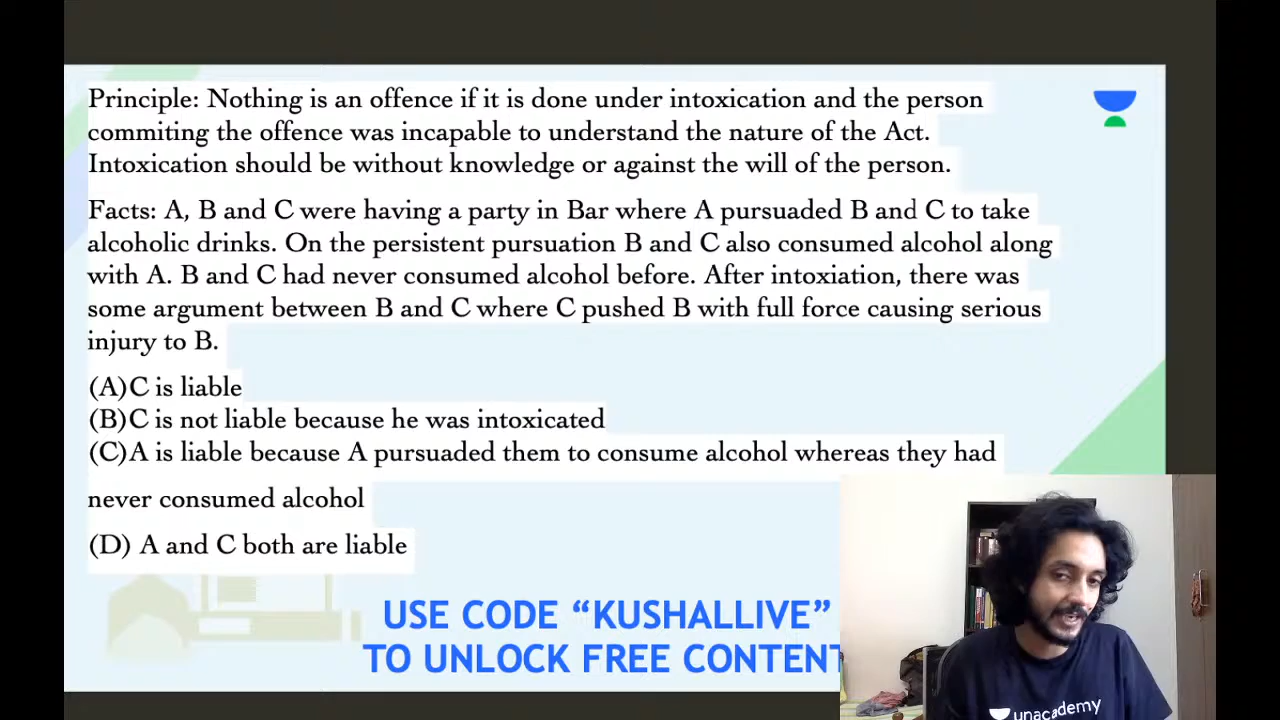 Principle: Nothing is an offence if it is done under intoxication and the person
commiting the offence was incapable to understand the nature of the Act.
Intoxication should be without knowledge or against the will of the person.
Facts: A, B and C were having a party in Bar where A pursuaded B and C to take
alcoholic drinks. On the persistent pursuation B and C also consumed alcohol along
with A. B and C had never consumed alcohol before. After intoxiation, there was
some argument between B and C where C pushed B with full force causing serious
injury to B.
(A)C is liable
(B)C is not liable because he was intoxicated
(C)A is liable because A pursuaded them to consume alcohol whereas they had
never consumed alcohol
(D) A and C both are liable
USE CODE “KUSHALLIVE”
TO UNLOCK FREE CONTENT
unacademy